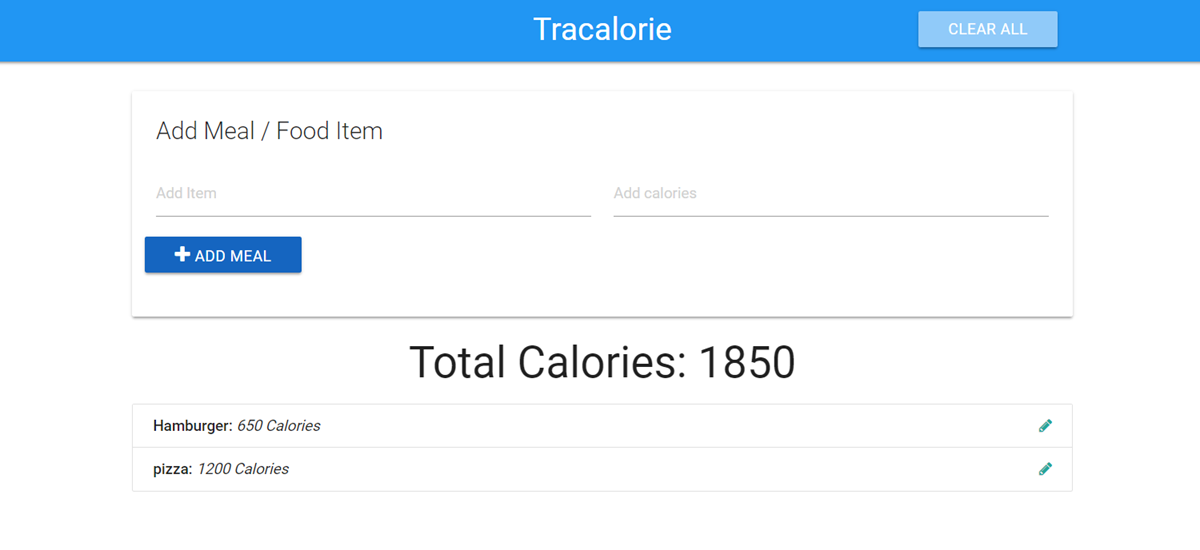 Tracalorie
CLEAR ALL
Add Meal / Food Item
Add Item
Add calories
ADD MEAL
Total Calories: 1850
Hamburger: 650 Calories
pizza: 1200 Calories